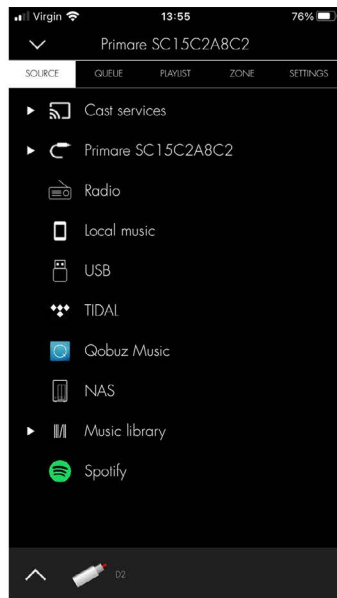 Virgin 13:55 76%
Primare SC15C2A8C2
SOURCE QUEUE PLAYLIST ZONE SETTINGS
Cast services
Primare SC15C2A8C2
Radio
Local music
USB
TIDAL
Qobuz Music
NAS
Music library
Spotify
D2